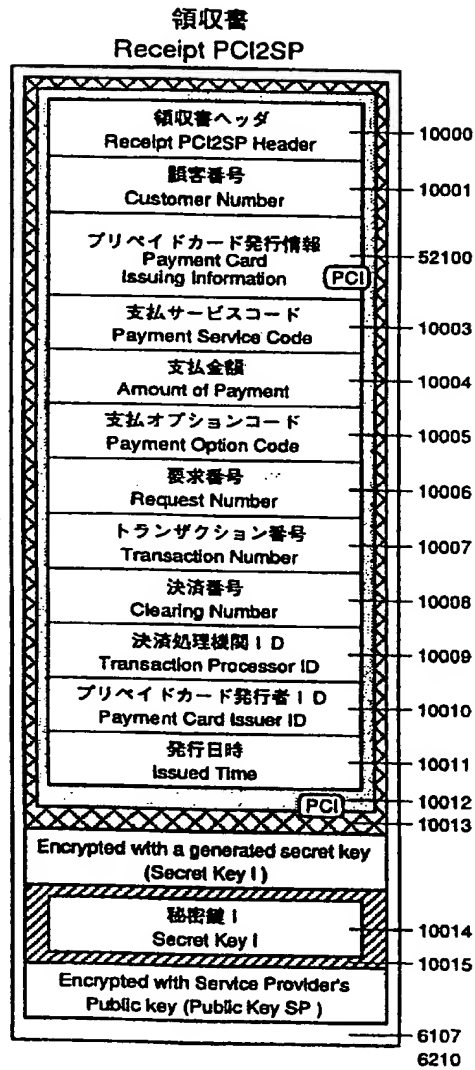 領収書
Receipt PCI2SP
領収書ヘッダ
Receipt PCI2SP Header
10000
顧客番号
Customer Number
10001
プリペイドカード発行情報
Payment Card
Issuing Information
PCI
52100
支払サービスコード
Payment Service Code
10003
支払金額
Amount of Payment
10004
支払オプションコード
Payment Option Code
10005
要求番号
Request Number
10006
トランザクション番号
Transaction Number
10007
決済番号
Clearing Number
10008
決済処理機関ID
Transaction Processor ID
10009
プリペイドカード発行者ID
Payment Card Issuer ID
10010
発行日時
Issued Time
10011
PCI
10012
10013
Encrypted with a generated secret key
(Secret Key I)
秘密鍵I
Secret Key I
10014
10015
Encrypted with Service Provider's
Public key (Public Key SP )
6107
6210